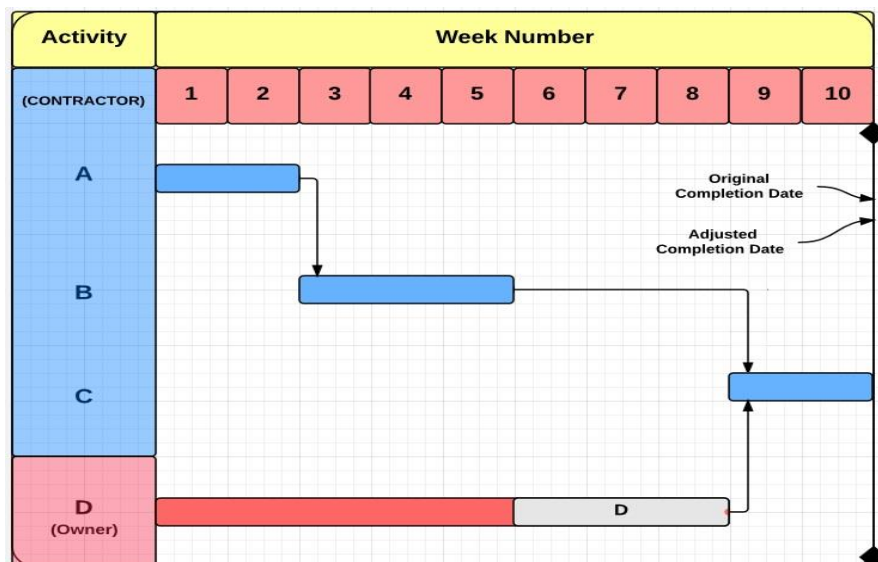 Activity
Week Number
(CONTRACTOR)
1 2 3 4 5 6 7 8 9 10
A
Original
Completion Date
Adjusted
Completion Date
B
C
D
(Owner)
D